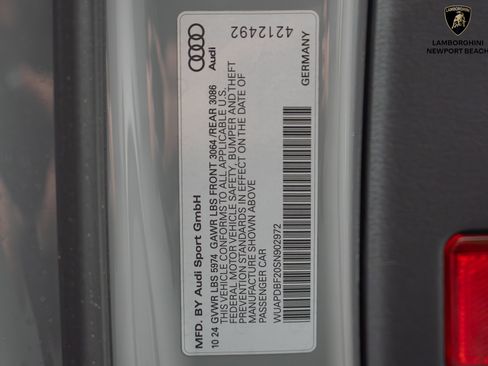 MFD. BY Audi Sport GmbH
10 24 GVWR LBS 5974 GAWR LBS FRONT 3064 /REAR 3086
THIS VEHICLE CONFORMS TO ALL APPLICABLE U.S.
FEDERAL MOTOR VEHICLE SAFETY, BUMPER AND THEFT
PREVENTION STANDARDS IN EFFECT ON THE DATE OF
MANUFACTURE SHOWN ABOVE
PASSENGER CAR
WUAPDBF20SN902972
Audi
4212492
GERMANY
LAMBORGHINI
NEWPORT BEACH